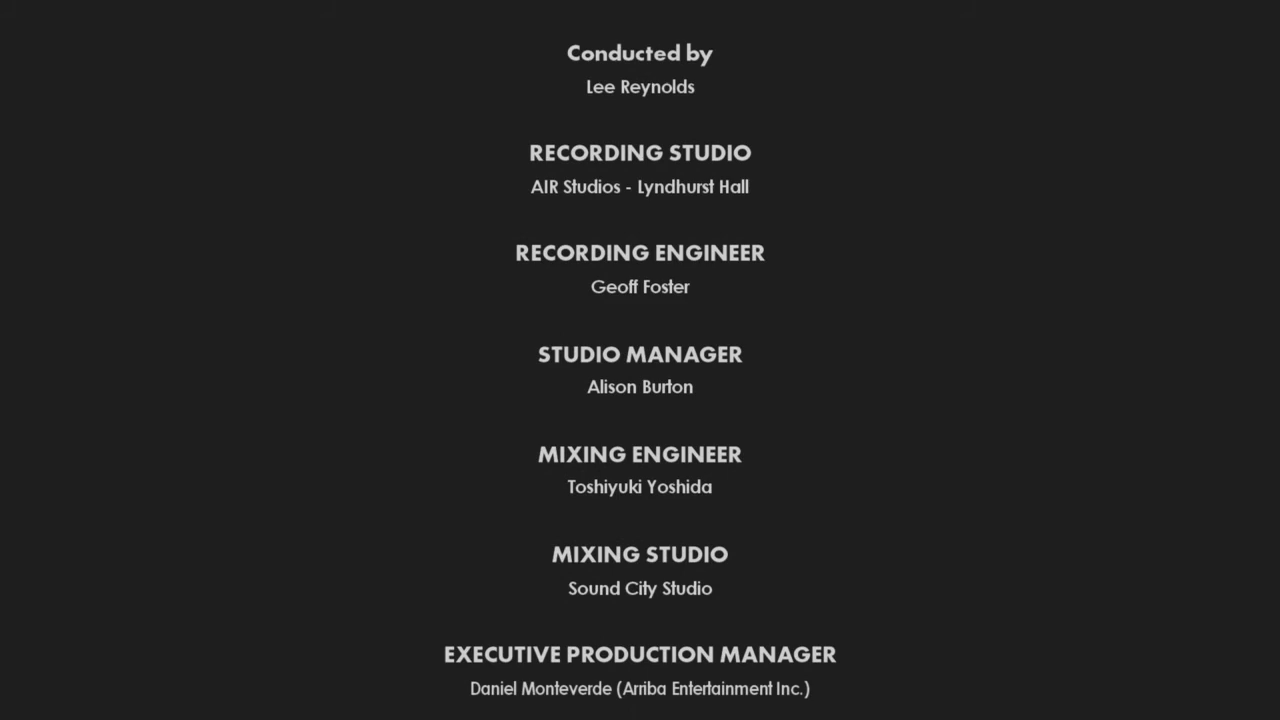 Conducted by
Lee Reynolds
RECORDING STUDIO
AIR Studios - Lyndhurst Hall
RECORDING ENGINEER
Geoff Foster
STUDIO MANAGER
Alison Burton
MIXING ENGINEER
Toshiyuki Yoshida
MIXING STUDIO
Sound City Studio
EXECUTIVE PRODUCTION MANAGER
Daniel Monteverde (Arriba Entertainment Inc.)